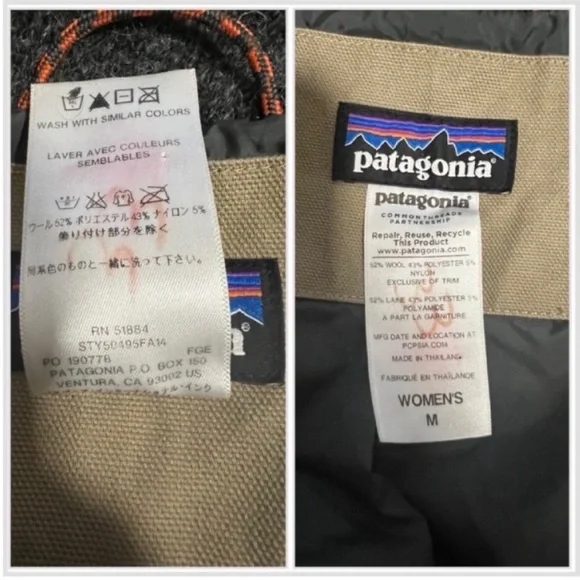 WASH WITH SIMILAR COLORS
LAVER AVEC COULEURS
SEMBLABLES
ウール52% ポリエステル43% ナイロン5%
飾り付け部分を除く
同系色のものと一緒に洗って下さい。
RN 51884
STY50495FA14
PO 190778 FGE
PATAGONIA P.O. BOX 150
VENTURA, CA 93002 US
patagonia®
patagonia®
COMMON THREADS
PARTNERSHIP
Repair, Reuse, Recycle
This Product
www.patagonia.com
52% WOOL 43% POLYESTER 5%
NYLON
EXCLUSIVE OF TRIM
52% LAINE 43% POLYESTER 5%
POLYAMIDE
A PART LA GARNITURE
MFG DATE AND LOCATION AT
PCPSIA.COM
MADE IN THAILAND
FABRIQUÉ EN THAÏLANDE
WOMEN'S
M